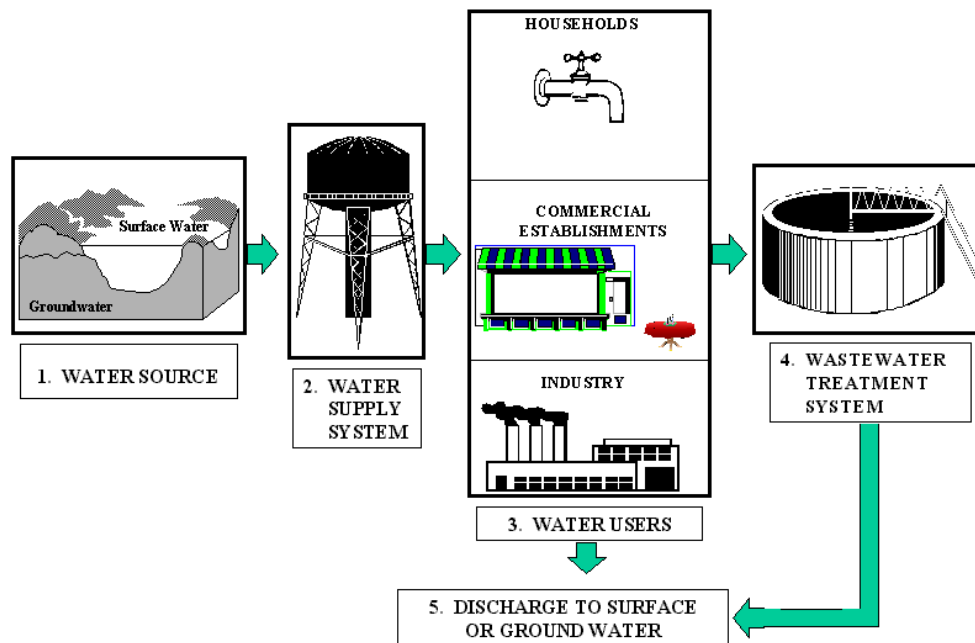 Surface Water
Groundwater
1. WATER SOURCE
2. WATER
SUPPLY
SYSTEM
HOUSEHOLDS
COMMERCIAL
ESTABLISHMENTS
INDUSTRY
3. WATER USERS
4. WASTEWATER
TREATMENT
SYSTEM
5. DISCHARGE TO SURFACE
OR GROUND WATER